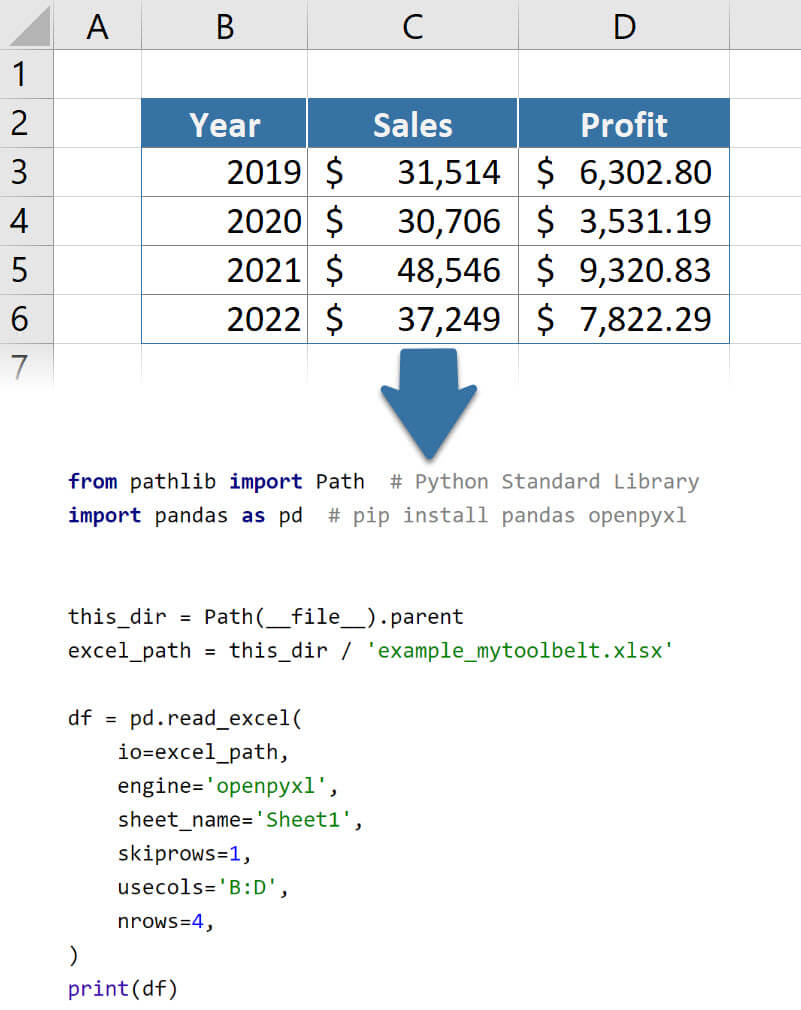 A B C D
1
2 Year Sales Profit
3 2019 $ 31,514 $ 6,302.80
4 2020 $ 30,706 $ 3,531.19
5 2021 $ 48,546 $ 9,320.83
6 2022 $ 37,249 $ 7,822.29
7
from pathlib import Path  # Python Standard Library
import pandas as pd  # pip install pandas openpyxl
this_dir = Path(__file__).parent
excel_path = this_dir / 'example_mytoolbelt.xlsx'
df = pd.read_excel(
    io=excel_path,
    engine='openpyxl',
    sheet_name='Sheet1',
    skiprows=1,
    usecols='B:D',
    nrows=4,
)
print(df)